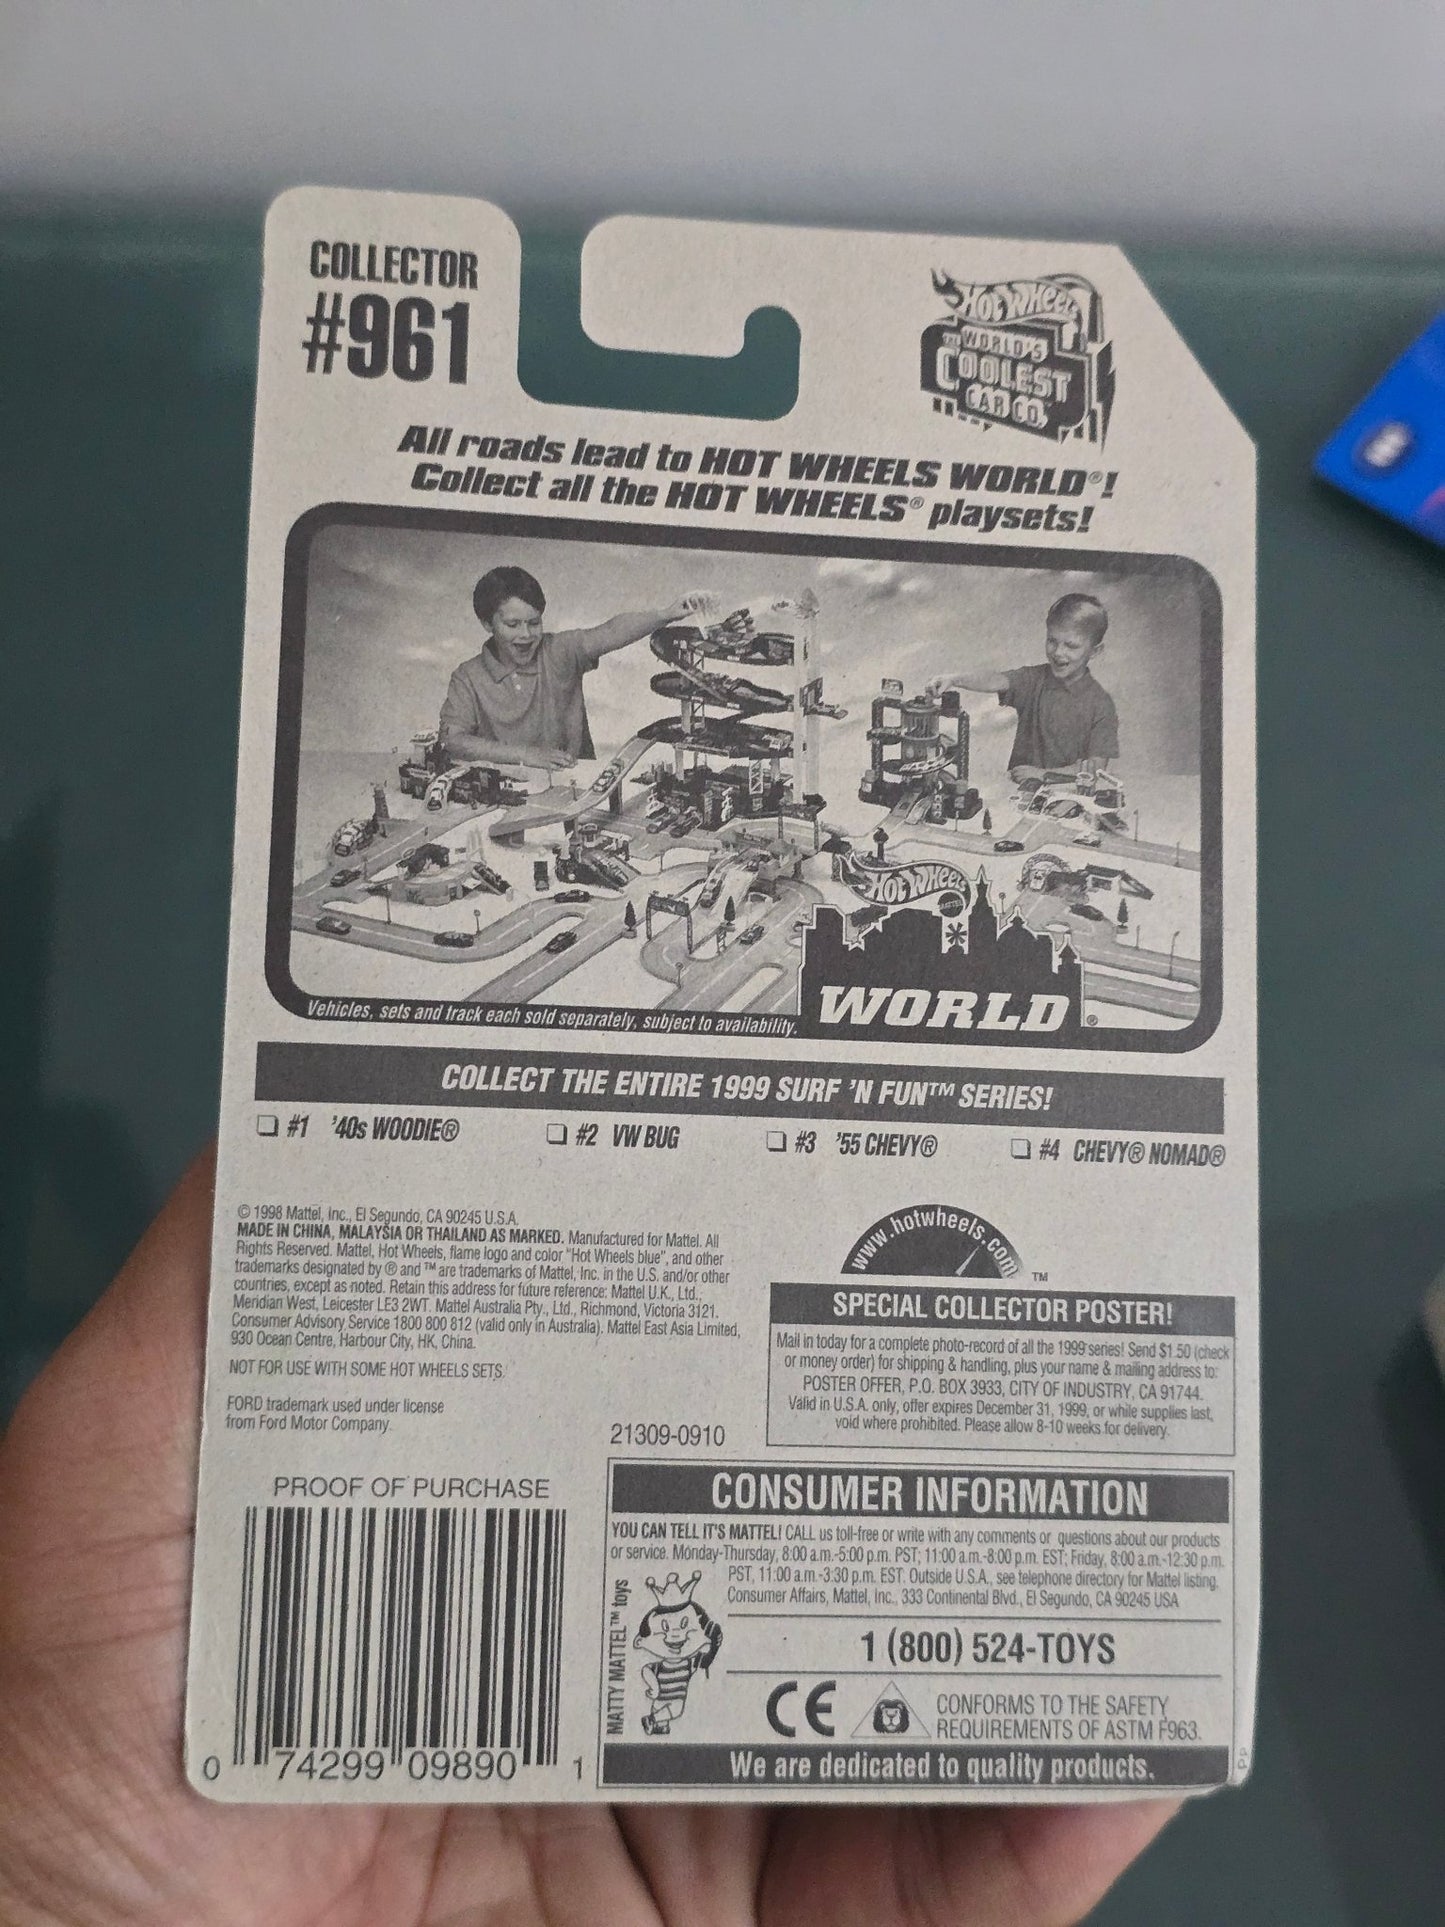 COLLECTOR
#961
HOT WHEELS
THE WORLD'S
COOLEST
CAR CO.
All roads lead to HOT WHEELS WORLD®!
Collect all the HOT WHEELS® playsets!
HOT WHEELS
WORLD®
Vehicles, sets and track each sold separately, subject to availability.
COLLECT THE ENTIRE 1999 SURF 'N FUN™ SERIES!
#1 '40s WOODIE®
#2 VW BUG
#3 '55 CHEVY®
#4 CHEVY® NOMAD®
© 1998 Mattel, Inc., El Segundo, CA 90245 U.S.A.
MADE IN CHINA, MALAYSIA OR THAILAND AS MARKED. Manufactured for Mattel. All
Rights Reserved. Mattel, Hot Wheels, flame logo and color "Hot Wheels blue", and other
trademarks designated by ® and ™ are trademarks of Mattel, Inc. in the U.S. and/or other
countries, except as noted. Retain this address for future reference: Mattel U.K., Ltd.,
Meridian West, Leicester LE3 2WT. Mattel Australia Pty., Ltd., Richmond, Victoria 3121.
Consumer Advisory Service 1800 800 812 (valid only in Australia). Mattel East Asia Limited,
930 Ocean Centre, Harbour City, HK, China.
NOT FOR USE WITH SOME HOT WHEELS SETS.
FORD trademark used under license
from Ford Motor Company.
21309-0910
www.hotwheels.com
TM
SPECIAL COLLECTOR POSTER!
Mail in today for a complete photo-record of all the 1999 series! Send $1.50 (check
or money order) for shipping & handling, plus your name & mailing address to:
POSTER OFFER, P.O. BOX 3933, CITY OF INDUSTRY, CA 91744.
Valid in U.S.A. only, offer expires December 31, 1999, or while supplies last,
void where prohibited. Please allow 8-10 weeks for delivery.
PROOF OF PURCHASE
0 74299 09890 1
CONSUMER INFORMATION
YOU CAN TELL IT'S MATTEL! CALL us toll-free or write with any comments or questions about our products
or service. Monday-Thursday, 8:00 a.m.-5:00 p.m. PST; 11:00 a.m.-8:00 p.m. EST; Friday, 8:00 a.m.-12:30 p.m.
PST, 11:00 a.m.-3:30 p.m. EST. Outside U.S.A., see telephone directory for Mattel listing.
Consumer Affairs, Mattel, Inc., 333 Continental Blvd., El Segundo, CA 90245 USA
MATTY MATTEL™ toys
1 (800) 524-TOYS
CE
CONFORMS TO THE SAFETY
REQUIREMENTS OF ASTM F963.
We are dedicated to quality products.
PP